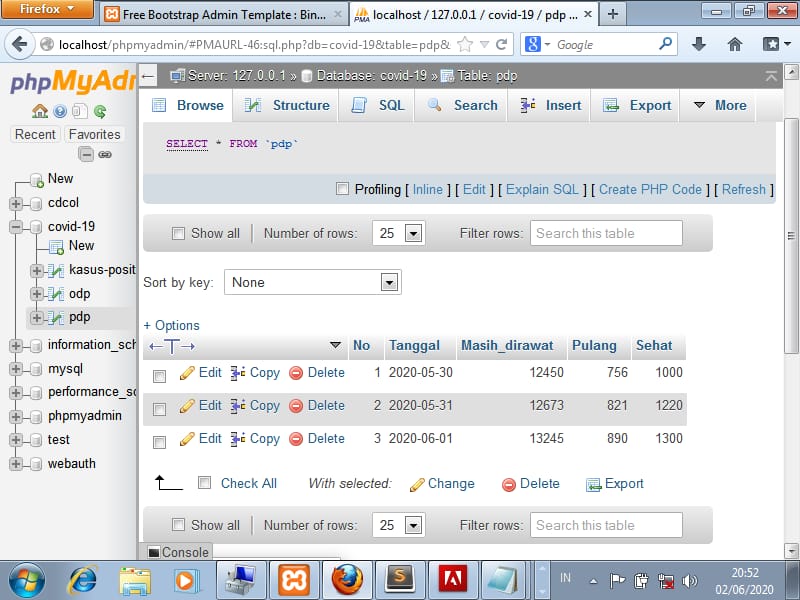 Firefox
Free Bootstrap Admin Template : Bin...
localhost / 127.0.0.1 / covid-19 / pdp ...
localhost/phpmyadmin/#PMAURL-46:sql.php?db=covid-19&table=pdp&
Google
phpMyAdm
Recent
Favorites
New
cdcol
covid-19
New
kasus-posit
odp
pdp
information_sch
mysql
performance_sc
phpmyadmin
test
webauth
Server: 127.0.0.1 » Database: covid-19 » Table: pdp
Browse
Structure
SQL
Search
Insert
Export
More
SELECT * FROM `pdp`
Profiling [ Inline ] [ Edit ] [ Explain SQL ] [ Create PHP Code ] [ Refresh ]
Show all
Number of rows: 25
Filter rows: Search this table
Sort by key: None
+ Options
No Tanggal Masih_dirawat Pulang Sehat
Edit Copy Delete 1 2020-05-30 12450 756 1000
Edit Copy Delete 2 2020-05-31 12673 821 1220
Edit Copy Delete 3 2020-06-01 13245 890 1300
Check All With selected: Change Delete Export
Show all
Number of rows: 25
Filter rows: Search this table
Console
IN
20:52
02/06/2020